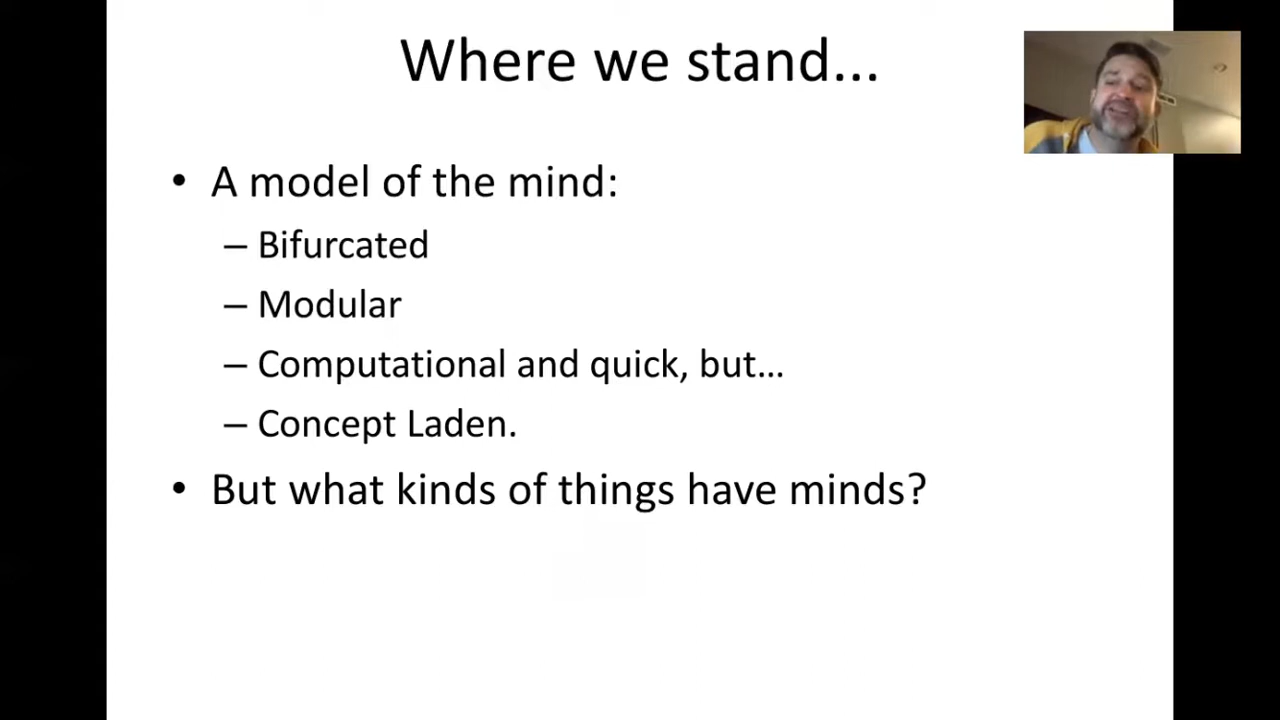 Where we stand...
• A model of the mind:
– Bifurcated
– Modular
– Computational and quick, but...
– Concept Laden.
• But what kinds of things have minds?